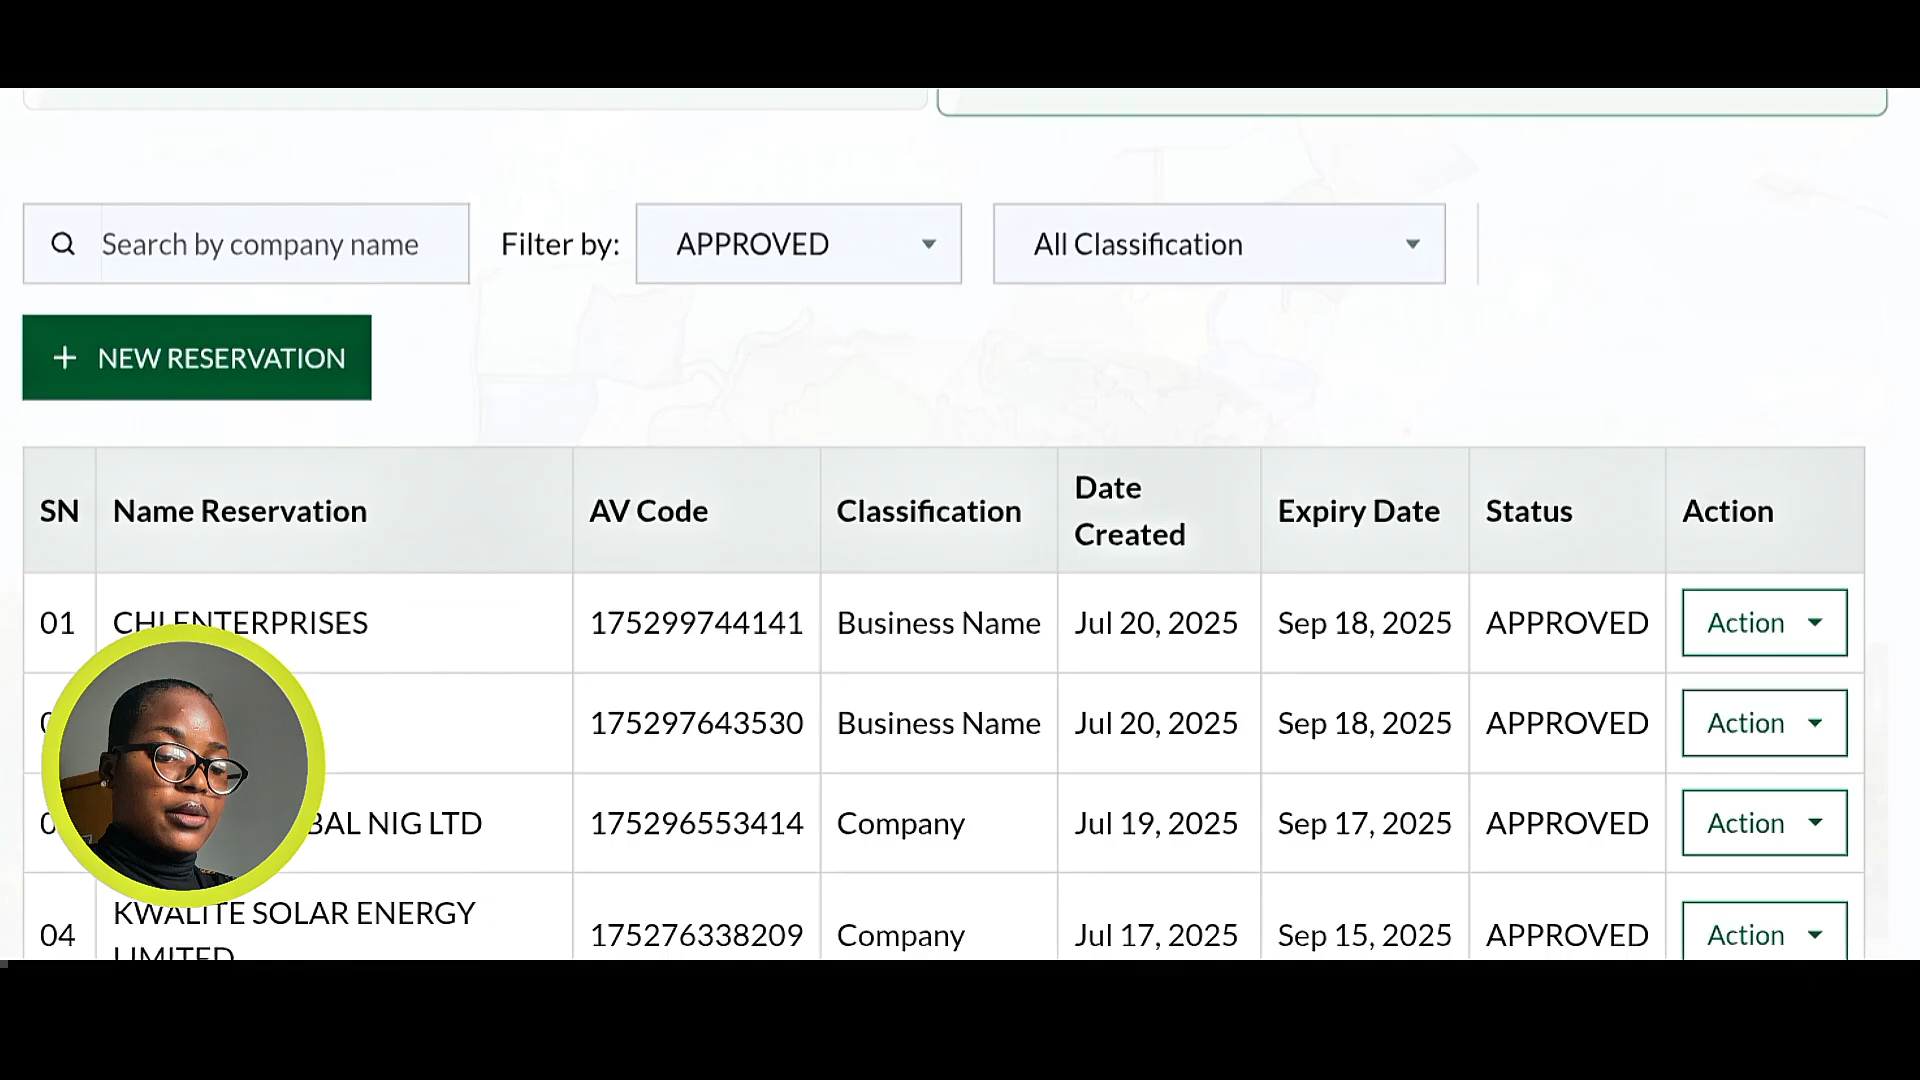 Search by company name Filter by: APPROVED All Classification
+ NEW RESERVATION
SN Name Reservation AV Code Classification Date Created Expiry Date Status Action
01 CHI ENTERPRISES 175299744141 Business Name Jul 20, 2025 Sep 18, 2025 APPROVED Action
175297643530 Business Name Jul 20, 2025 Sep 18, 2025 APPROVED Action
BAL NIG LTD 175296553414 Company Jul 19, 2025 Sep 17, 2025 APPROVED Action
04 KWALITE SOLAR ENERGY LIMITED 175276338209 Company Jul 17, 2025 Sep 15, 2025 APPROVED Action